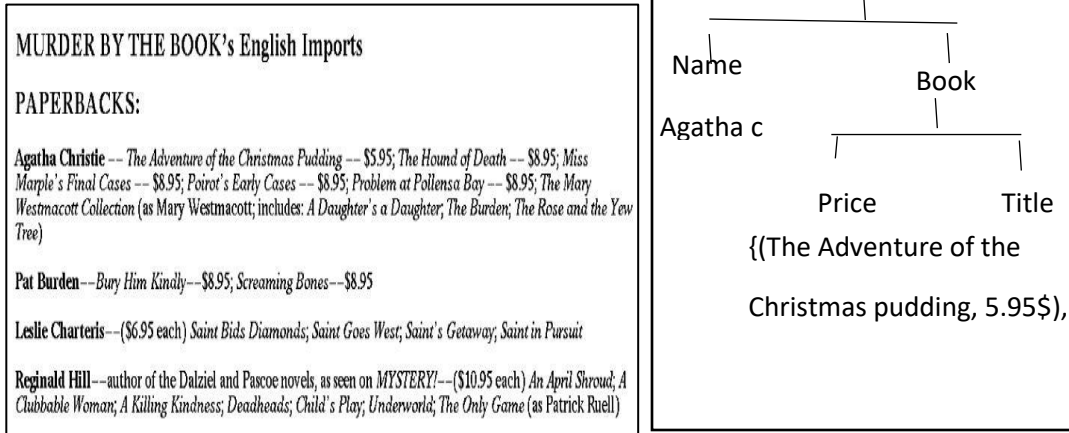 MURDER BY THE BOOK's English Imports
PAPERBACKS:
Agatha Christie -- The Adventure of the Christmas Pudding -- $5.95; The Hound of Death -- $8.95; Miss
Marple's Final Cases -- $8.95; Poirot's Early Cases -- $8.95; Problem at Pollensa Bay -- $8.95; The Mary
Westmacott Collection (as Mary Westmacott; includes: A Daughter's a Daughter; The Burden; The Rose and the Yew
Tree)
Pat Burden--Bury Him Kindly--$8.95; Screaming Bones--$8.95
Leslie Charteris--($6.95 each) Saint Bids Diamonds; Saint Goes West; Saint's Getaway; Saint in Pursuit
Reginald Hill--author of the Dalziel and Pascoe novels, as seen on MYSTERY!--($10.95 each) An April Shroud; A
Clubbable Woman; A Killing Kindness; Deadheads; Child's Play; Underworld; The Only Game (as Patrick Ruell)
Name
Book
Agatha c
Price Title
{(The Adventure of the
Christmas pudding, 5.95$),